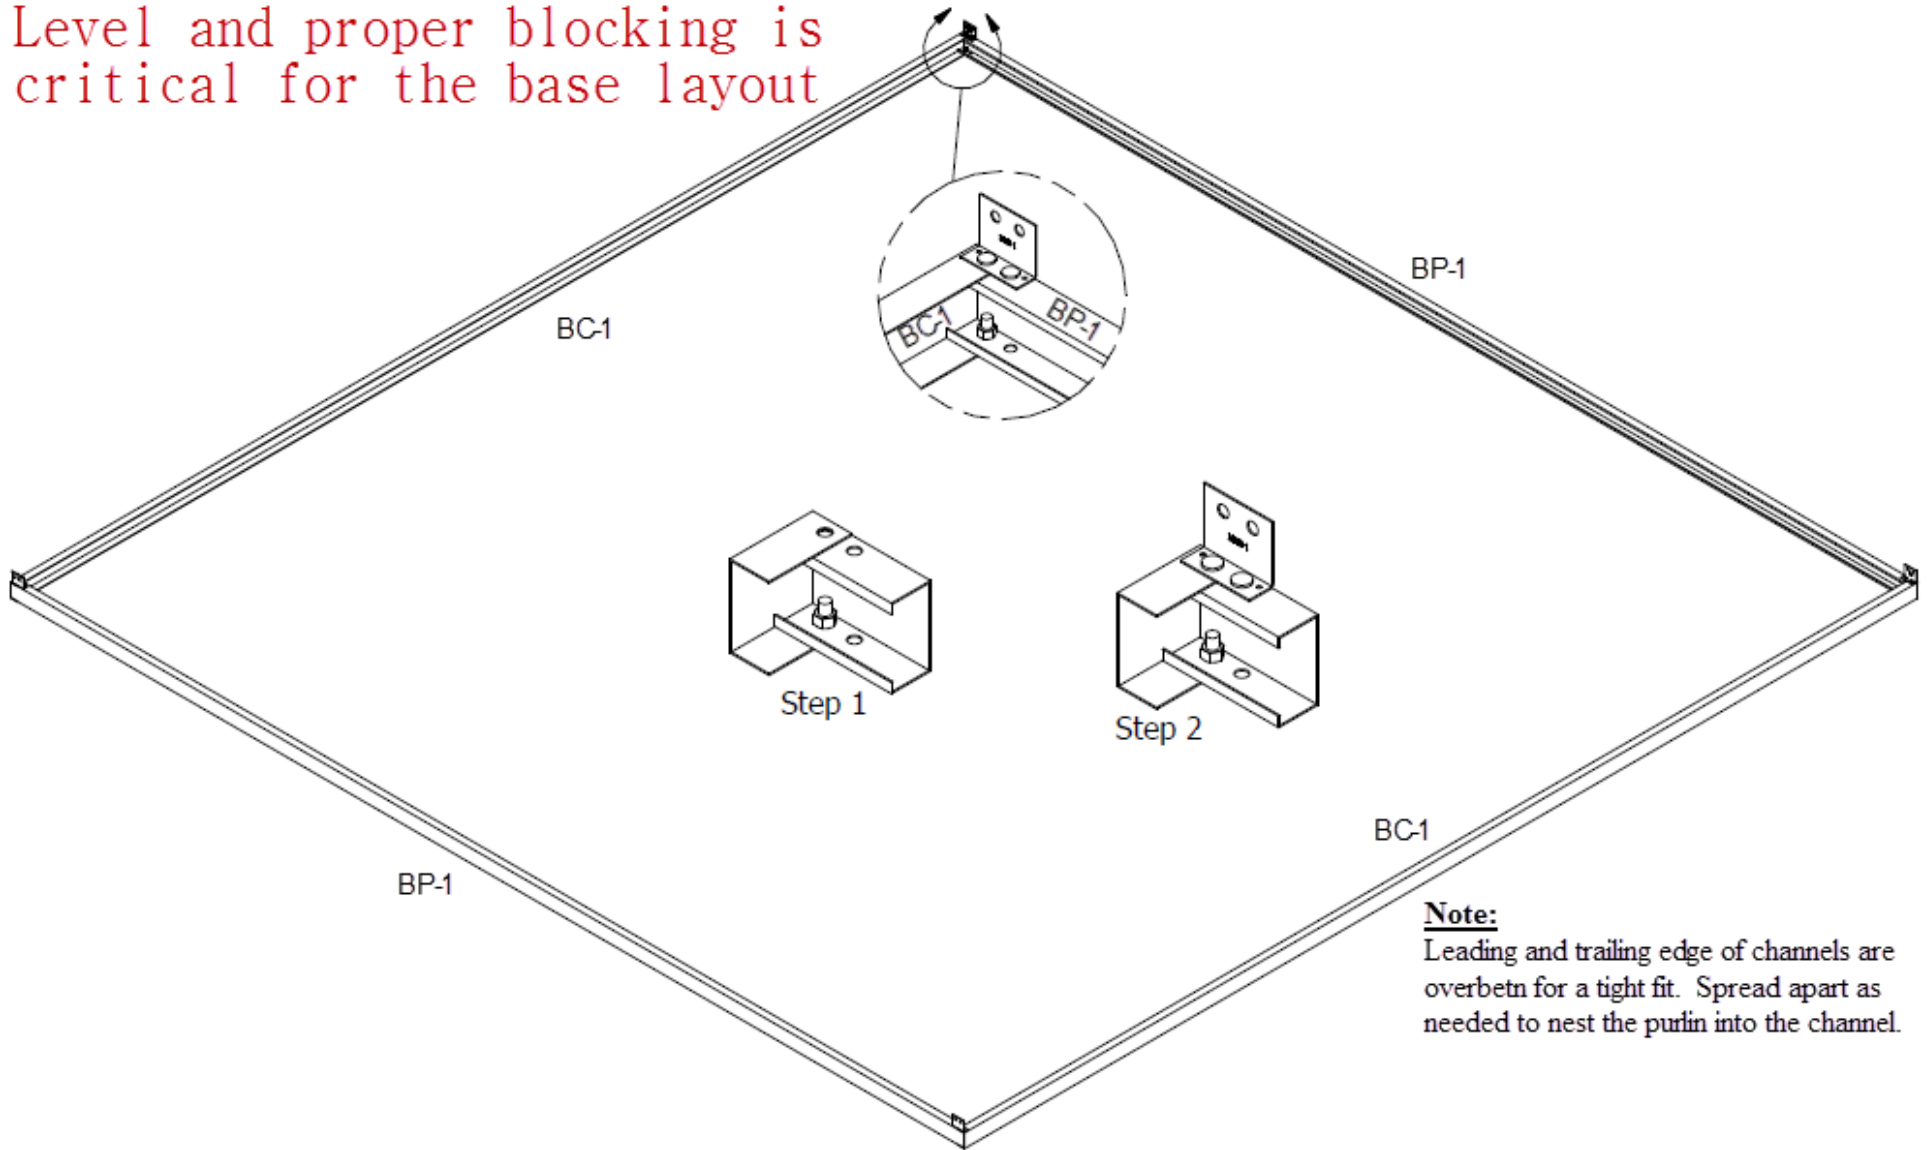 Level and proper blocking is
critical for the base layout
BP-1
BC-1
BC-1
BP-1
Step 1
Step 2
BC-1
BP-1
Note:
Leading and trailing edge of channels are
overbetn for a tight fit. Spread apart as
needed to nest the purlin into the channel.